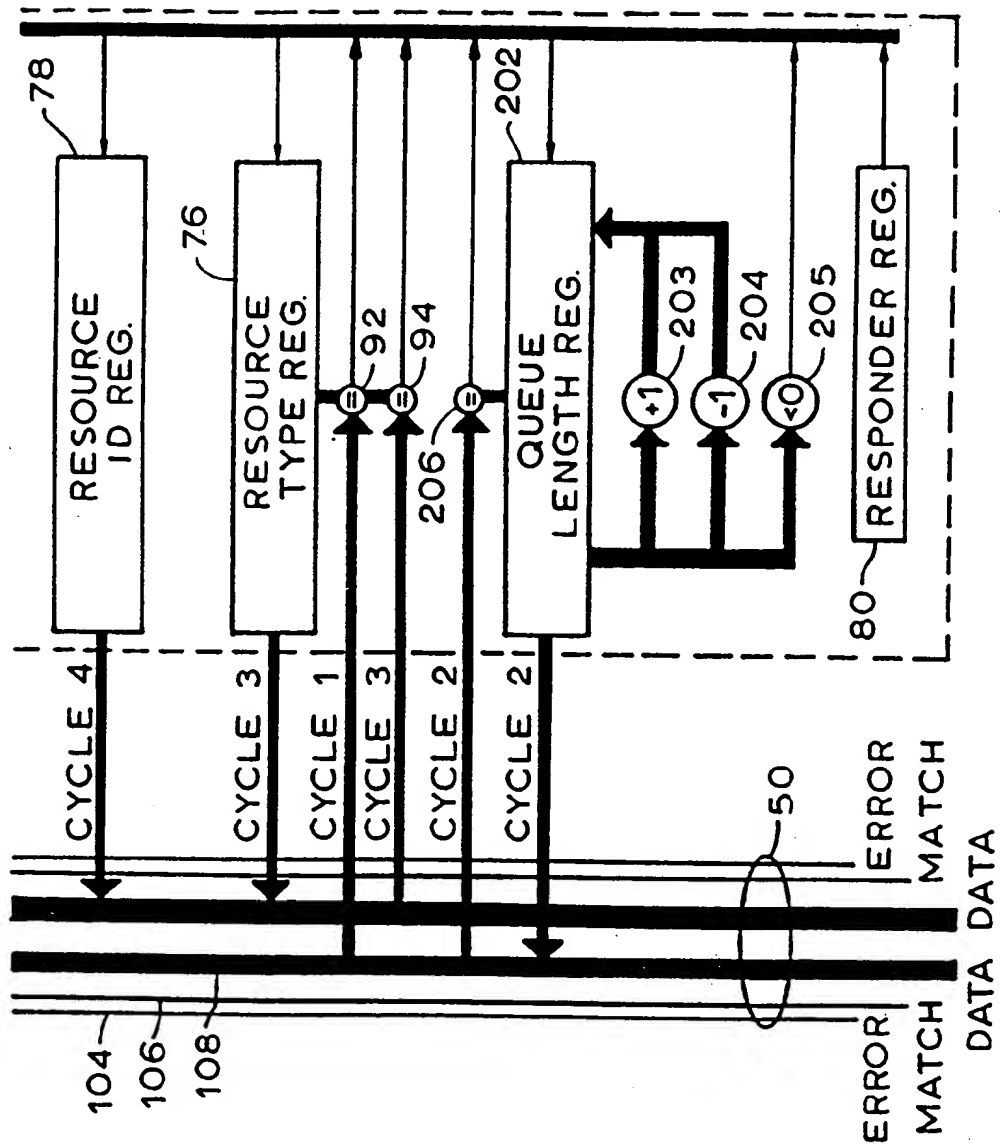 78
RESOURCE
ID REG.
CYCLE 4
76
RESOURCE
TYPE REG.
CYCLE 3
CYCLE 1
92
CYCLE 3
94
CYCLE 2
206
202
QUEUE
LENGTH REG.
CYCLE 2
+1
203
-1
204
<0
205
80
RESPONDER REG.
104
106
108
50
ERROR
MATCH
DATA
DATA
MATCH
ERROR
=
=
=